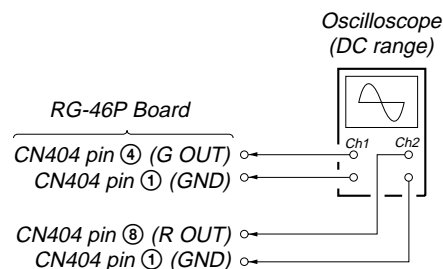 Oscilloscope
(DC range)
RG-46P Board
Ch1 Ch2
CN404 pin ④ (G OUT)
CN404 pin ① (GND)
CN404 pin ⑧ (R OUT)
CN404 pin ① (GND)